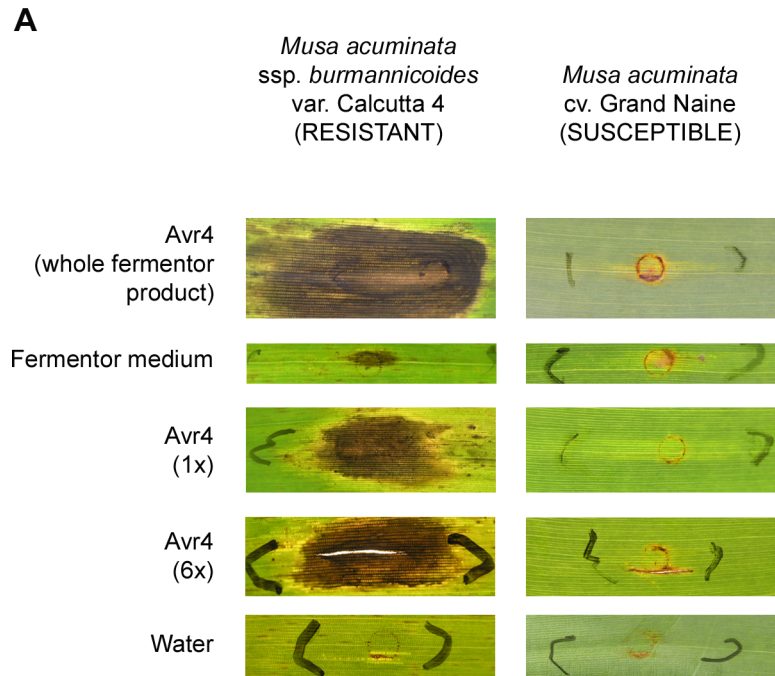 A
Musa acuminata
ssp. burmannicoides
var. Calcutta 4
(RESISTANT)
Musa acuminata
cv. Grand Naine
(SUSCEPTIBLE)
Avr4
(whole fermentor
product)
Fermentor medium
Avr4
(1x)
Avr4
(6x)
Water